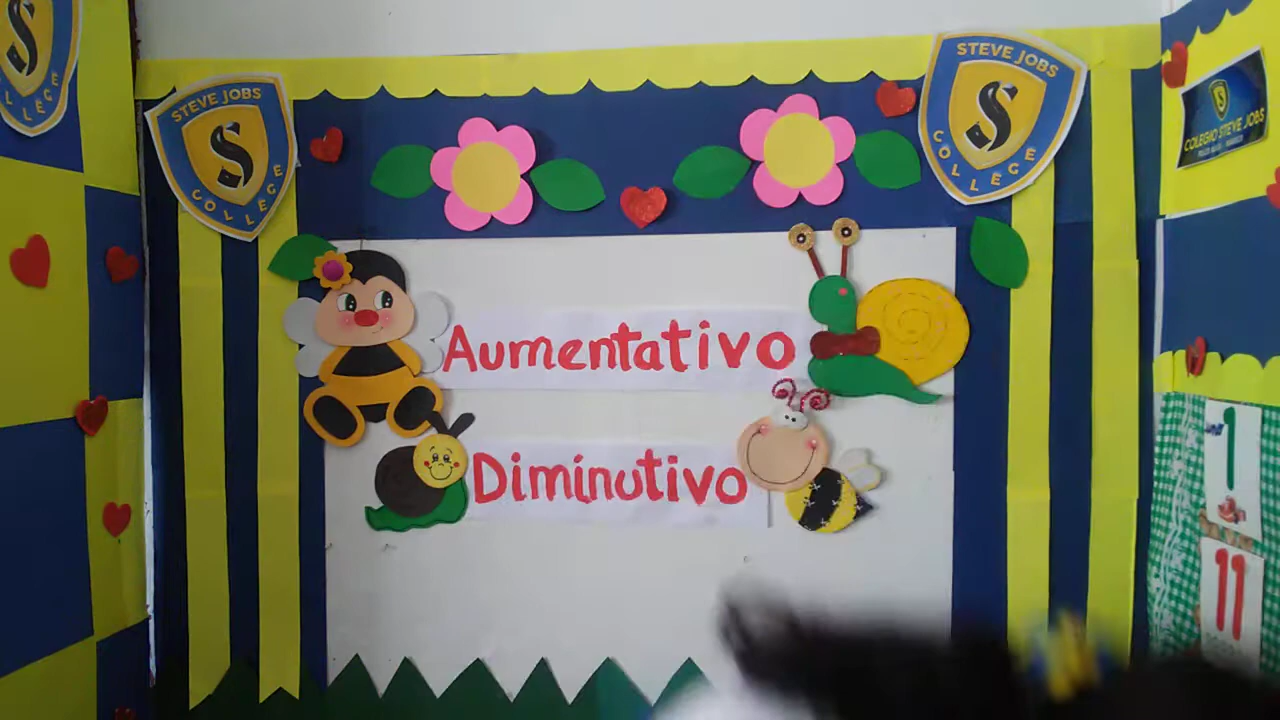 STEVE JOBS
S
COLLEGE
STEVE JOBS
S
COLLEGE
S
COLEGIO STEVE JOBS
Aumentativo
Diminutivo
1
11